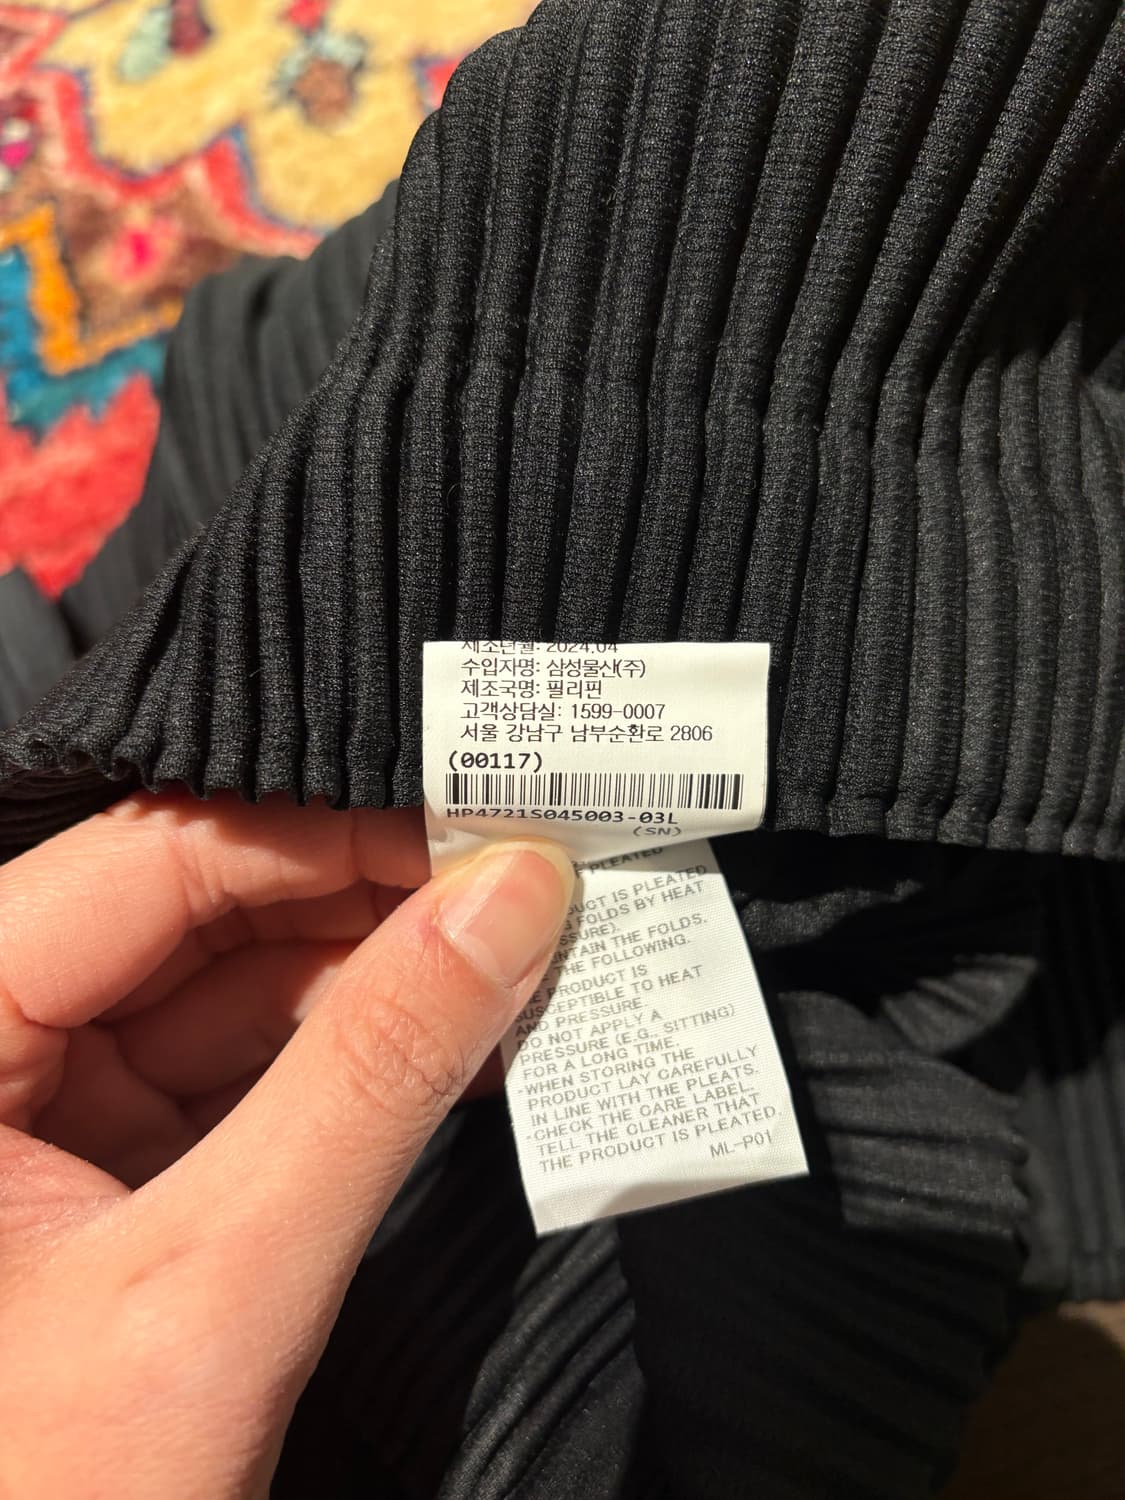 제조년월: 2024.04
수입자명: 삼성물산(주)
제조국명: 필리핀
고객상담실: 1599-0007
서울 강남구 남부순환로 2806
(00117)
HP4721S045003-03L
(SN)
PLEATED
IS PLEATED
FOLDS BY HEAT
THE FOLDS.
THE FOLLOWING.
PRODUCT IS
SUSCEPTIBLE TO HEAT
AND PRESSURE.
DO NOT APPLY A
PRESSURE (E.G., SITTING)
FOR A LONG TIME.
-WHEN STORING THE
PRODUCT LAY CAREFULLY
IN LINE WITH THE PLEATS.
-CHECK THE CARE LABEL.
TELL THE CLEANER THAT
THE PRODUCT IS PLEATED.
ML-P01